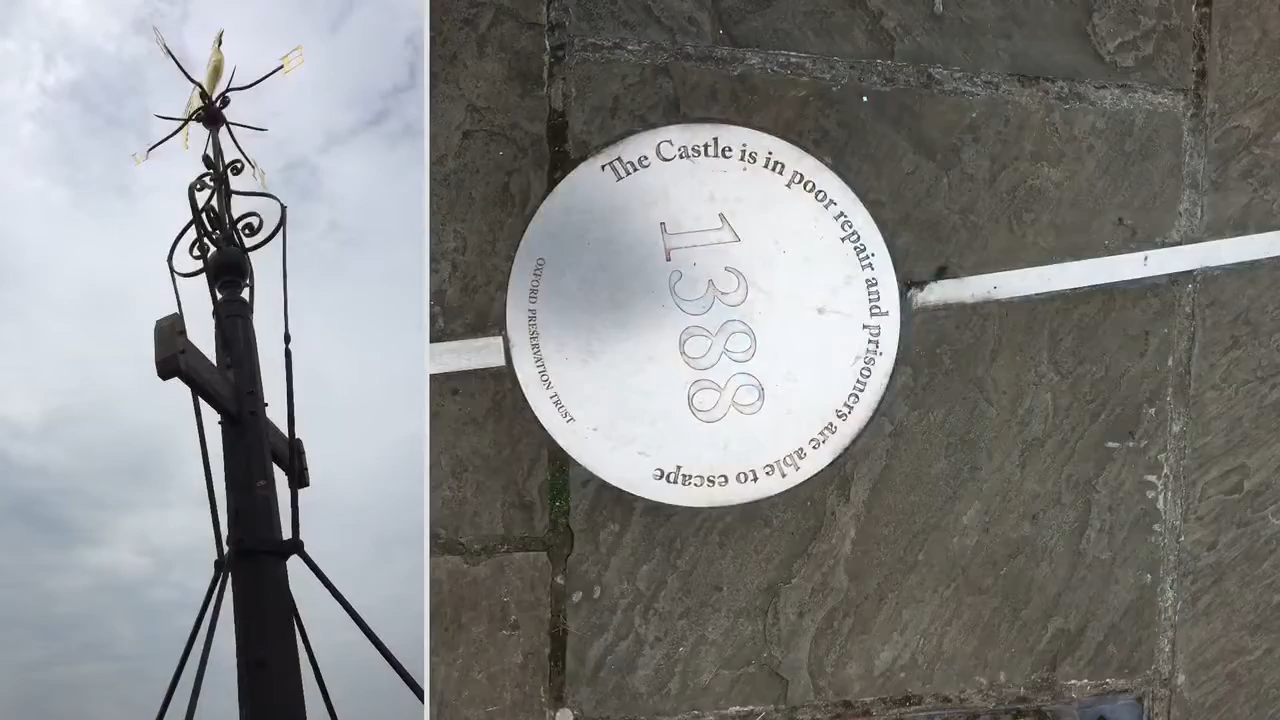 The Castle is in poor repair and prisoners are able to escape
1388
OXFORD PRESERVATION TRUST